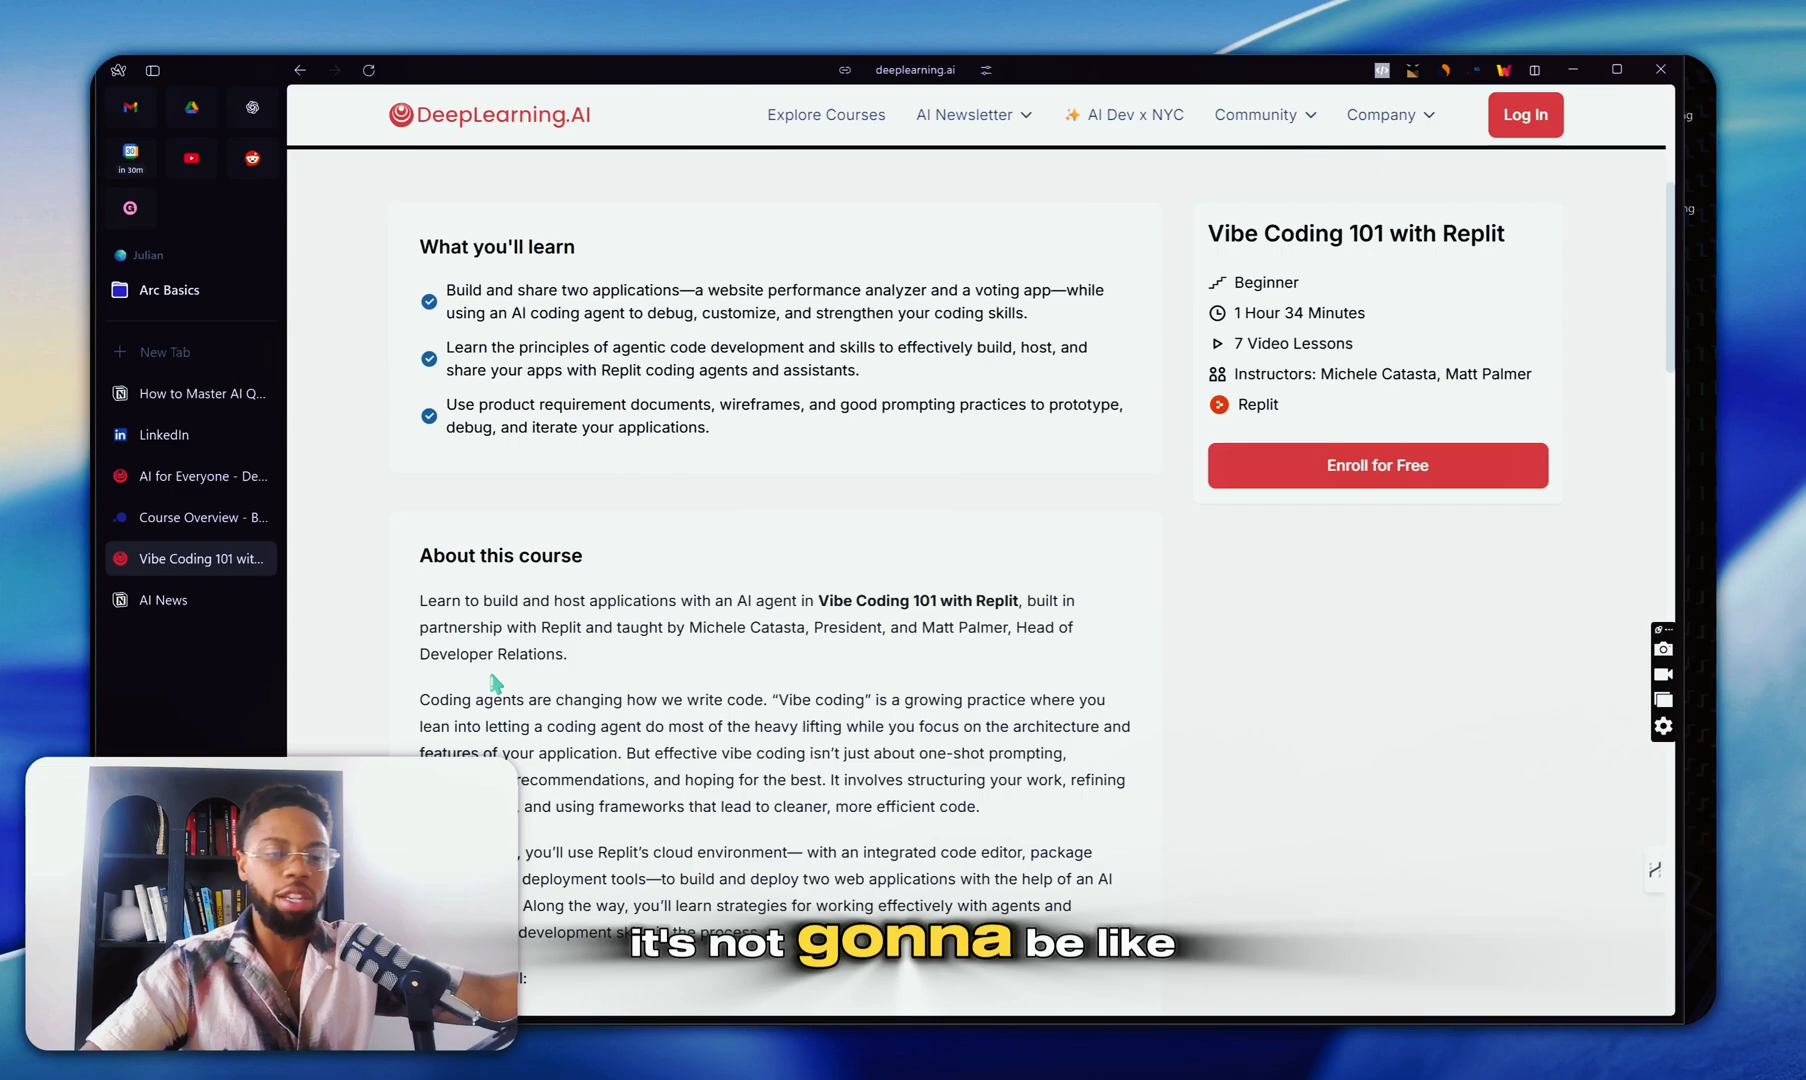 deeplearning.ai
DeepLearning.AI
Explore Courses
AI Newsletter
AI Dev x NYC
Community
Company
Log In
30
in 30m
Julian
Arc Basics
New Tab
How to Master AI Q...
LinkedIn
AI for Everyone - De...
Course Overview - B...
Vibe Coding 101 wit...
AI News
What you'll learn
Build and share two applications—a website performance analyzer and a voting app—while
using an AI coding agent to debug, customize, and strengthen your coding skills.
Learn the principles of agentic code development and skills to effectively build, host, and
share your apps with Replit coding agents and assistants.
Use product requirement documents, wireframes, and good prompting practices to prototype,
debug, and iterate your applications.
Vibe Coding 101 with Replit
Beginner
1 Hour 34 Minutes
7 Video Lessons
Instructors: Michele Catasta, Matt Palmer
Replit
Enroll for Free
About this course
Learn to build and host applications with an AI agent in Vibe Coding 101 with Replit, built in
partnership with Replit and taught by Michele Catasta, President, and Matt Palmer, Head of
Developer Relations.
Coding agents are changing how we write code. “Vibe coding” is a growing practice where you
lean into letting a coding agent do most of the heavy lifting while you focus on the architecture and
features of your application. But effective vibe coding isn’t just about one-shot prompting,
recommendations, and hoping for the best. It involves structuring your work, refining
and using frameworks that lead to cleaner, more efficient code.
, you’ll use Replit’s cloud environment— with an integrated code editor, package
deployment tools—to build and deploy two web applications with the help of an AI
Along the way, you’ll learn strategies for working effectively with agents and
development in the process
it's not gonna be like